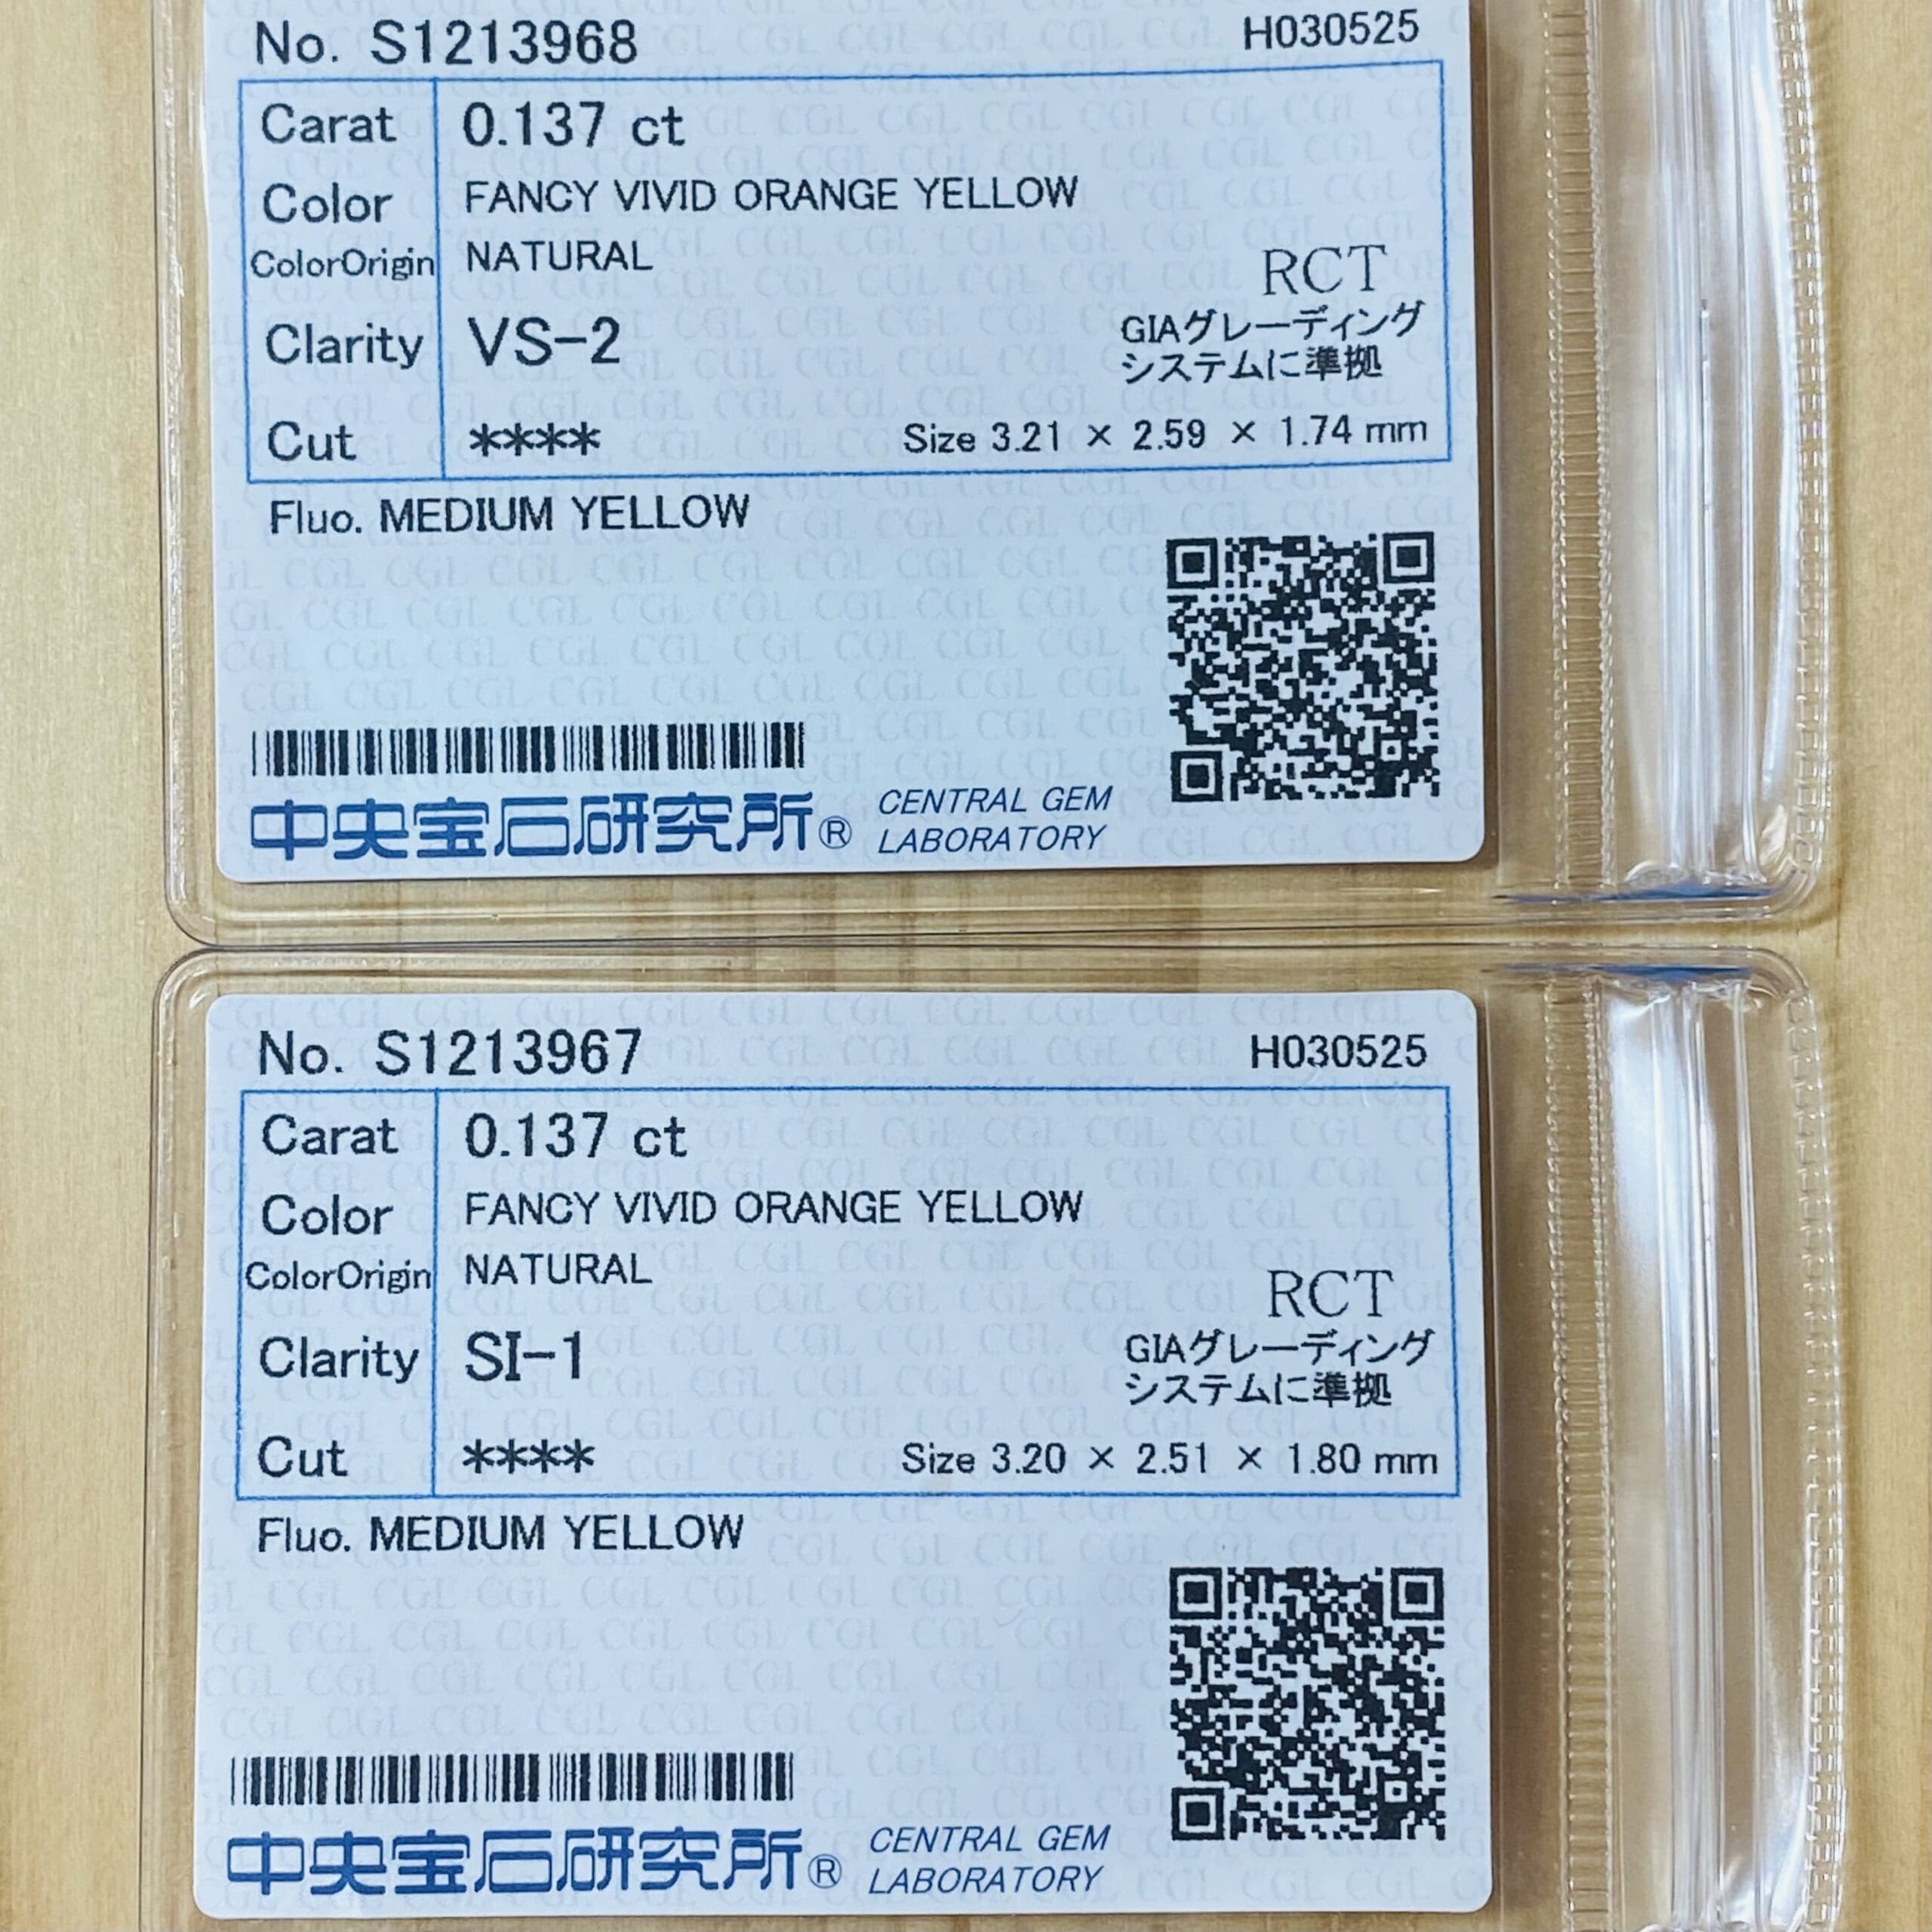 No. S1213968 H030525
Carat 0.137 ct
Color FANCY VIVID ORANGE YELLOW
ColorOrigin NATURAL
RCT
Clarity VS-2
GIAグレーディング
システムに準拠
Cut **** Size 3.21 × 2.59 × 1.74 mm
Fluo. MEDIUM YELLOW
中央宝石研究所® CENTRAL GEM
LABORATORY
No. S1213967 H030525
Carat 0.137 ct
Color FANCY VIVID ORANGE YELLOW
ColorOrigin NATURAL
RCT
Clarity SI-1
GIAグレーディング
システムに準拠
Cut **** Size 3.20 × 2.51 × 1.80 mm
Fluo. MEDIUM YELLOW
中央宝石研究所® CENTRAL GEM
LABORATORY